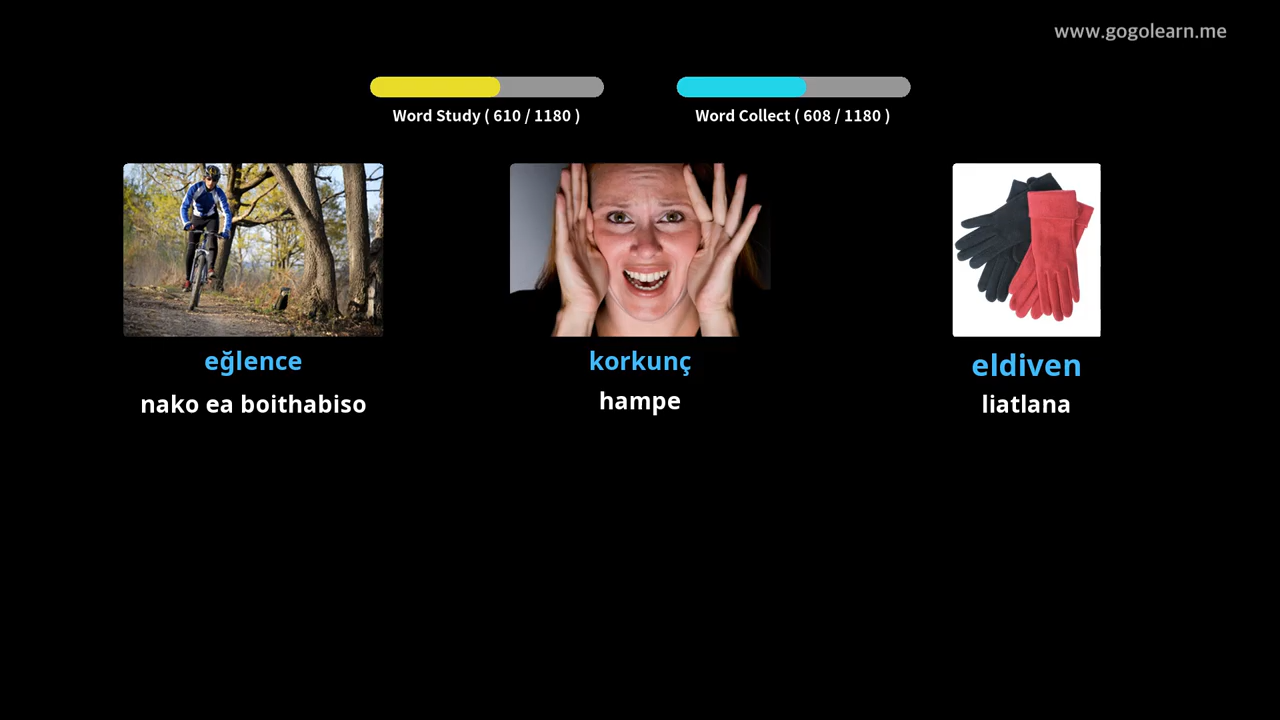 www.gogolearn.me
Word Study ( 610 / 1180 )
Word Collect ( 608 / 1180 )
eğlence
nako ea boithabiso
korkunç
hampe
eldiven
liatlana